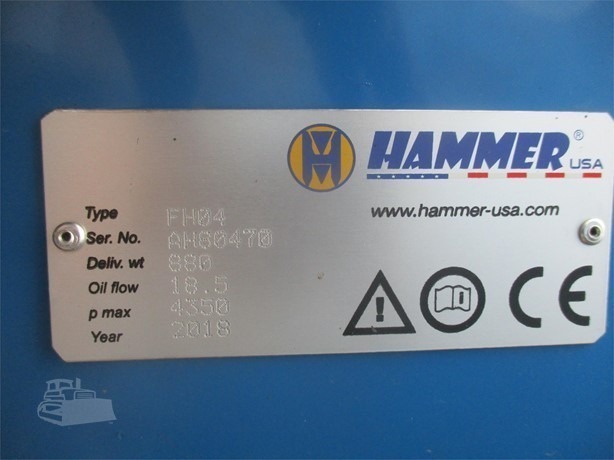 H HAMMER® USA
www.hammer-usa.com
Type FH04
Ser. No. AH80470
Deliv. wt 880
Oil flow 18.5
p max 4350
Year 2018
CE